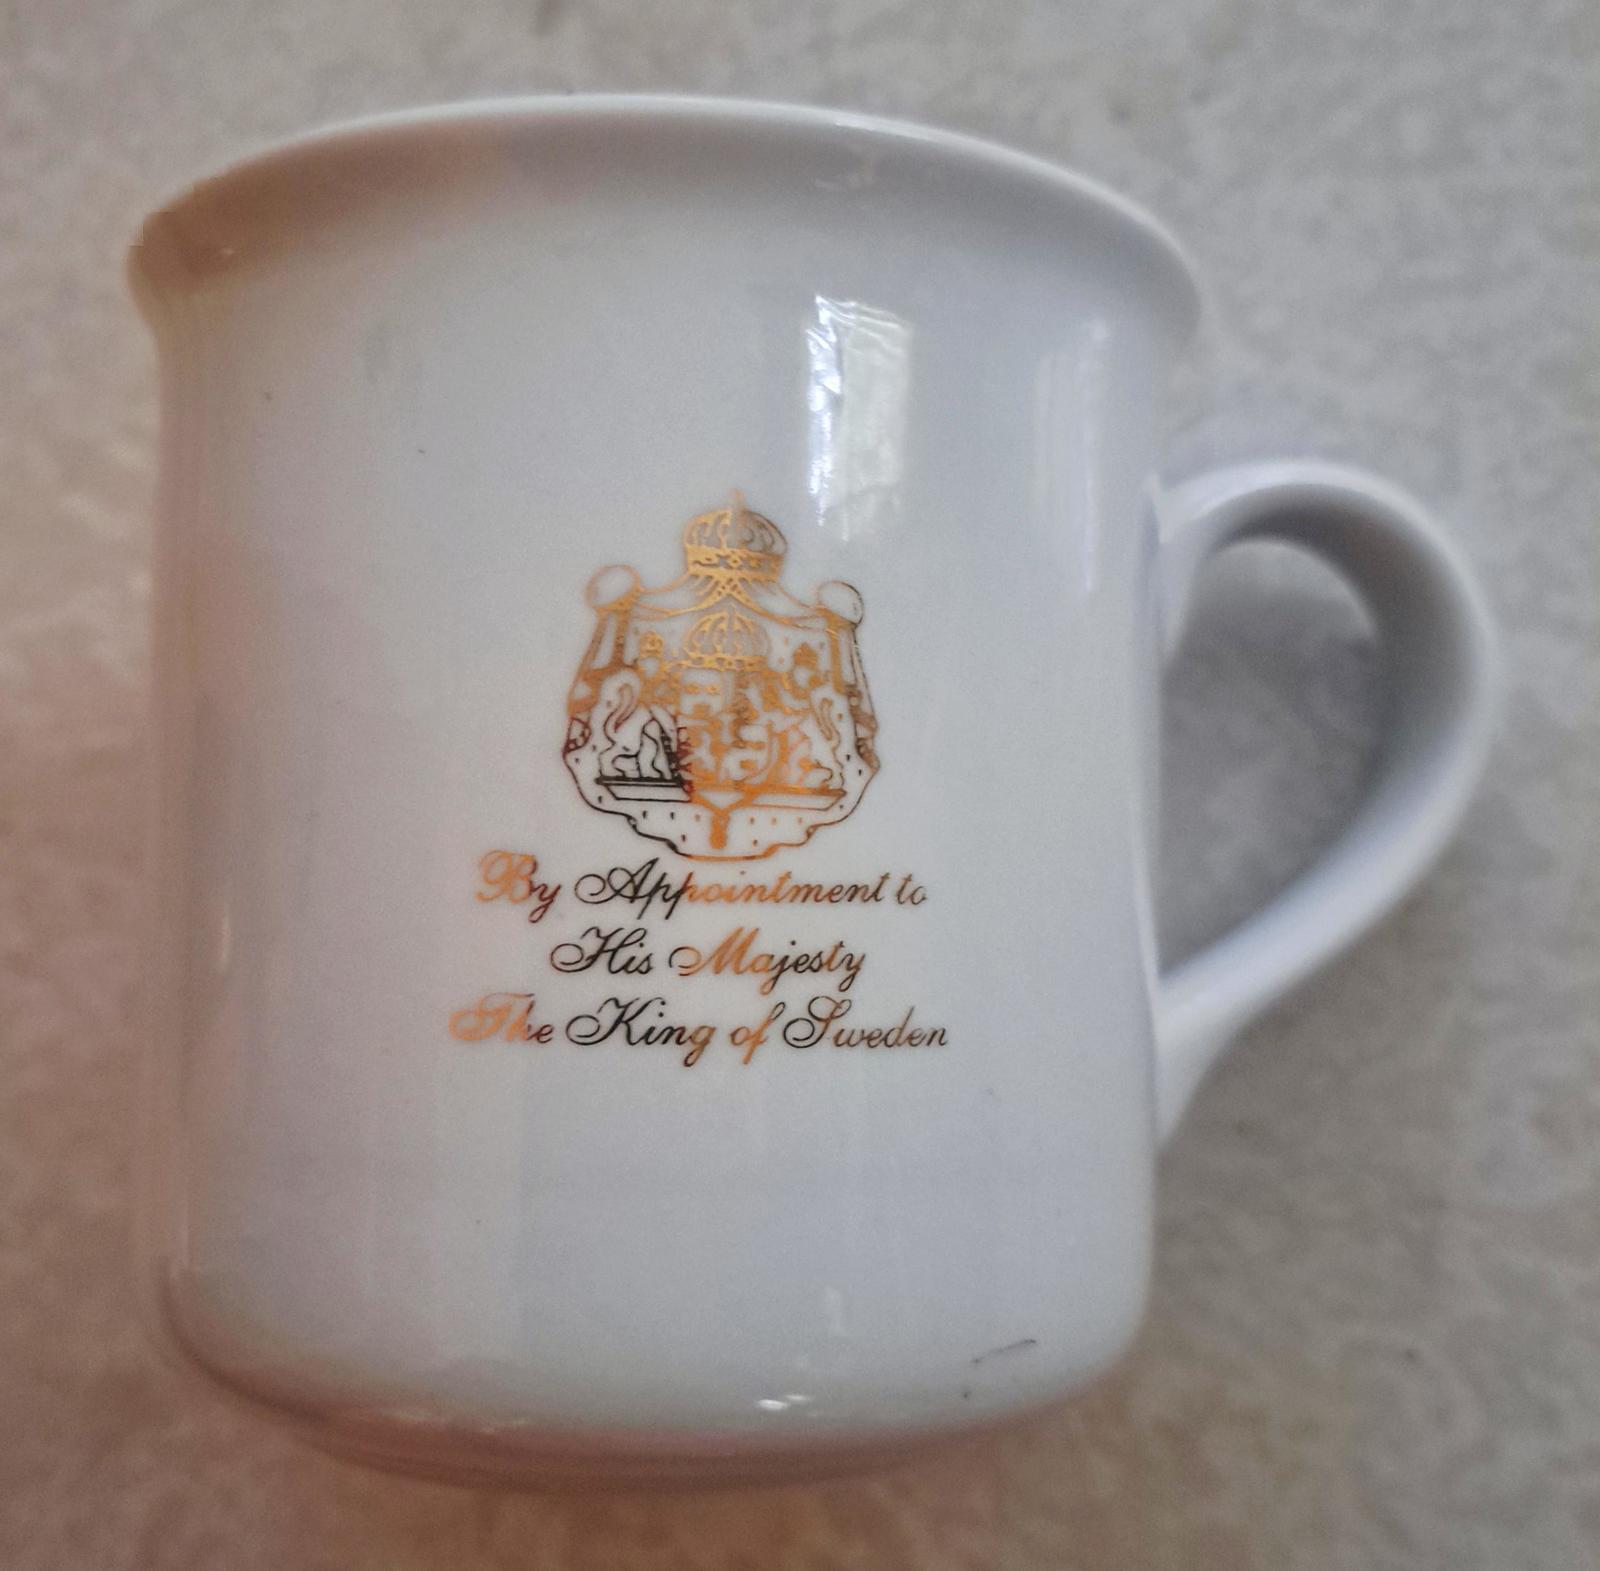 By Appointment to
His Majesty
The King of Sweden